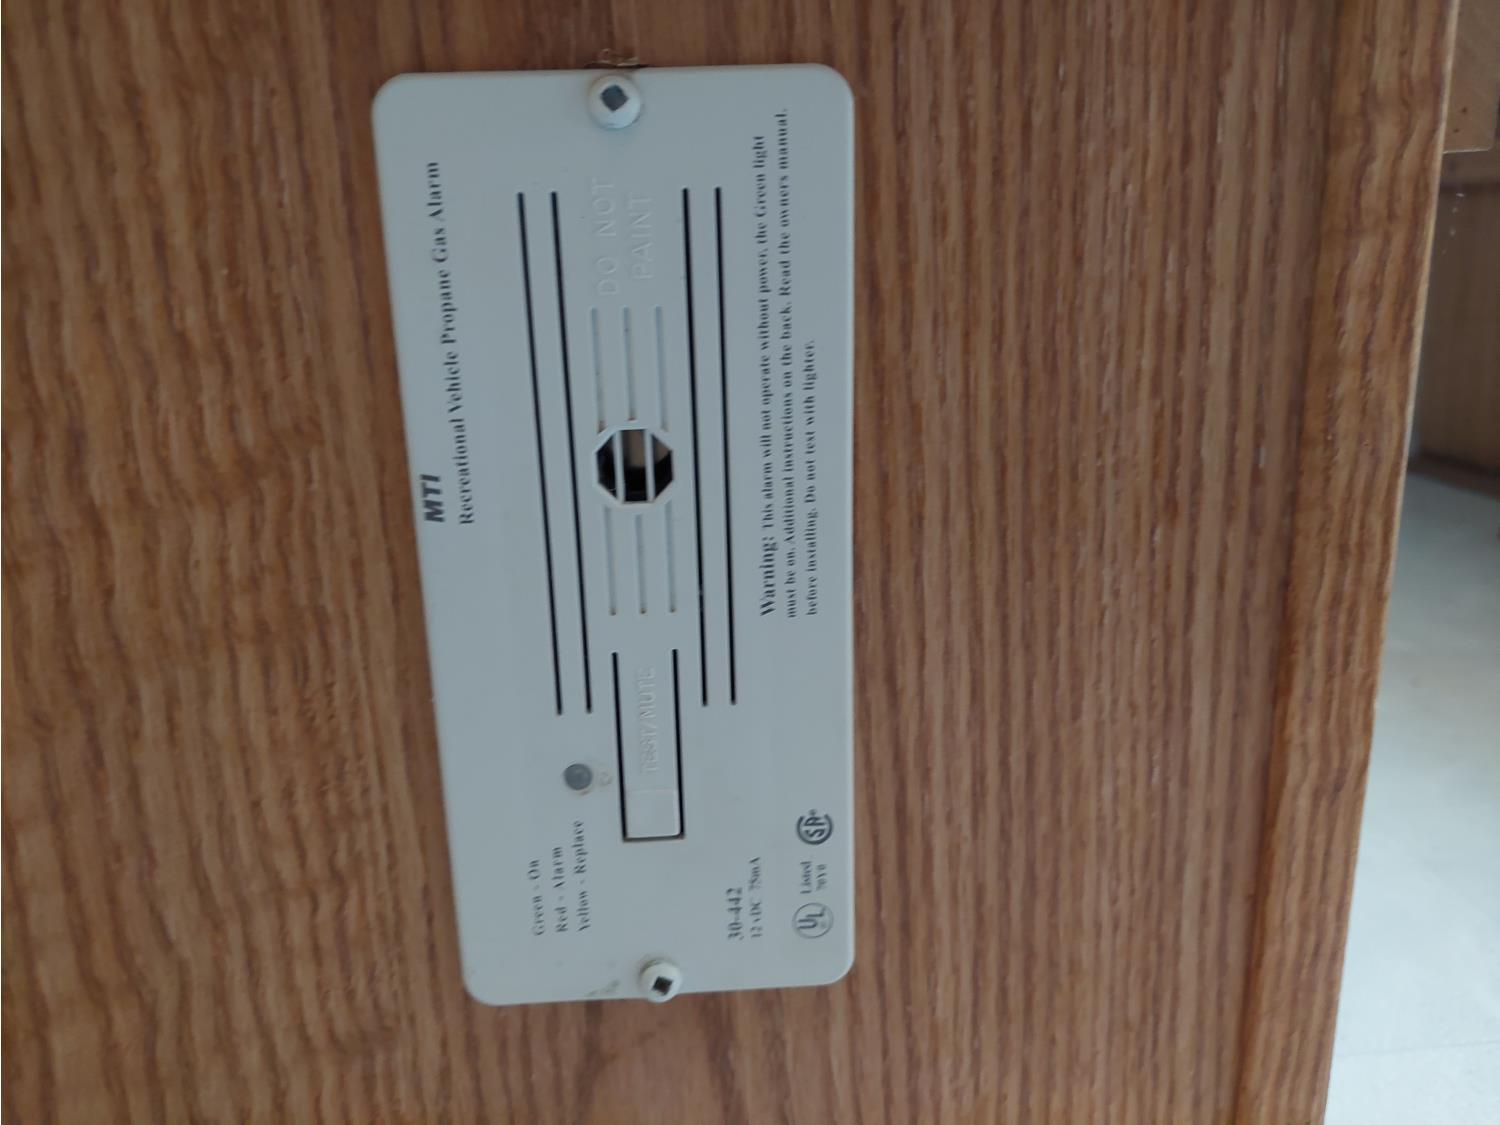 MTI
Recreational Vehicle Propane Gas Alarm
DO NOT
PAINT
TEST/MUTE
Green - On
Red - Alarm
Yellow - Replace
Warning: This alarm will not operate without power, the Green light
must be on. Additional instructions on the back. Read the owners manual.
before installing. Do not test with lighter.
30-442
12 vDC 75mA
UL Listed